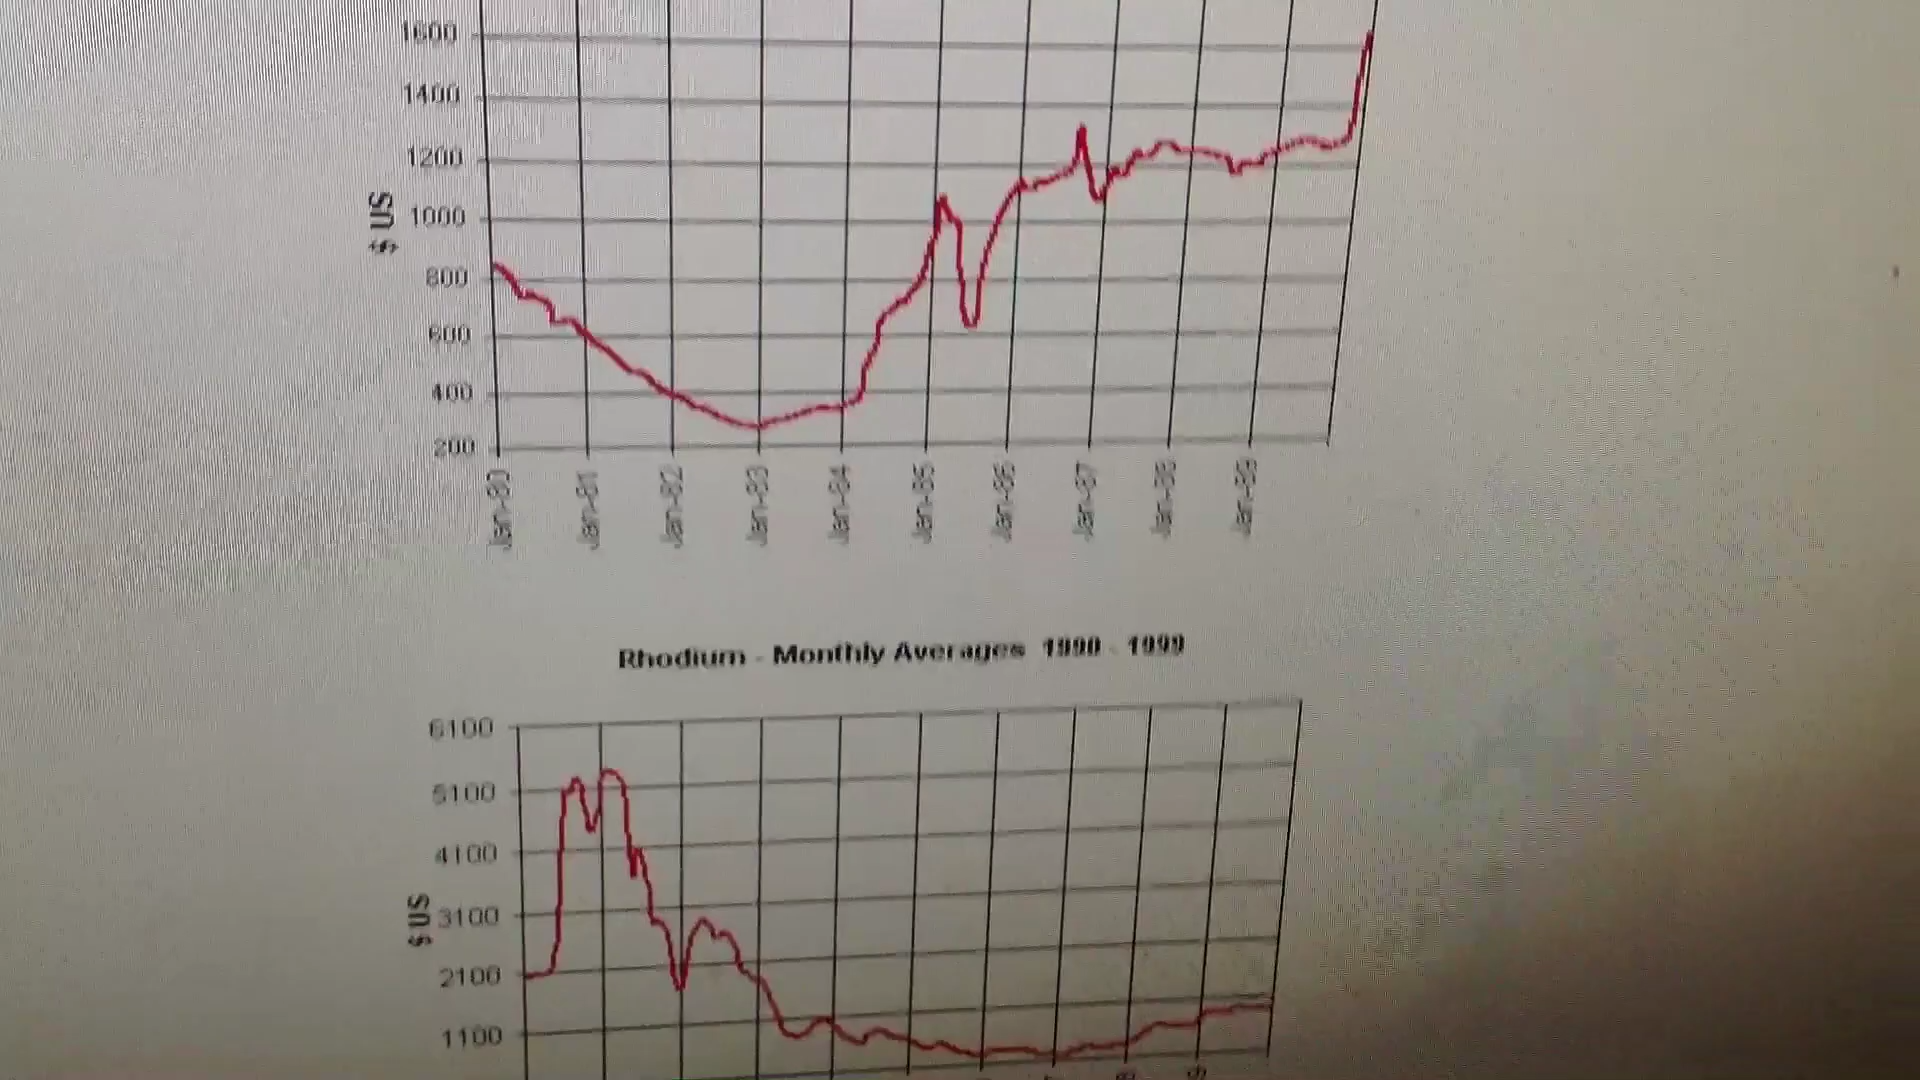 1600
1400
1200
$ US
1000
800
600
400
200
Jan-80
Jan-81
Jan-82
Jan-83
Jan-84
Jan-85
Jan-86
Jan-87
Jan-88
Jan-89
Rhodium - Monthly Averages 1990 - 1999
6100
5100
4100
$ US
3100
2100
1100